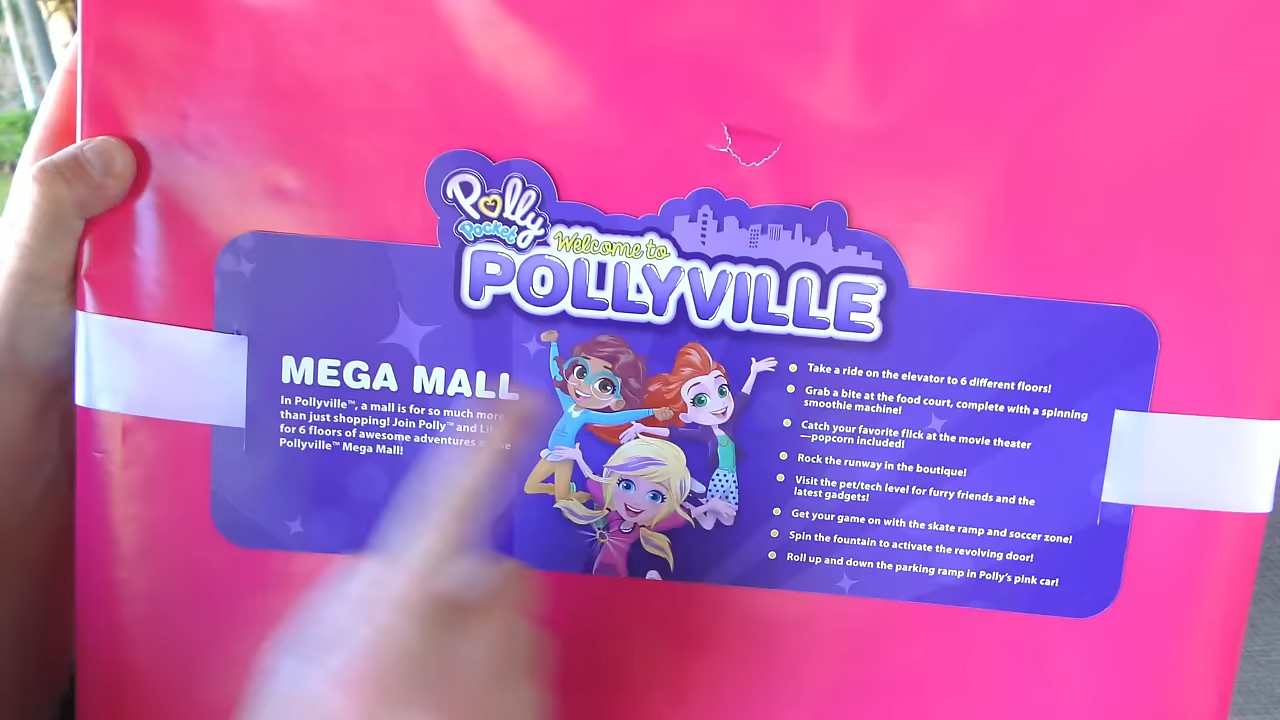 Polly
Pocket
Welcome to
POLLYVILLE
MEGA MALL
In Pollyville™, a mall is for so much more
than just shopping! Join Polly™ and
for 6 floors of awesome adventures
Pollyville™ Mega Mall!
Take a ride on the elevator to 6 different floors!
Grab a bite at the food court, complete with a spinning
smoothie machine!
Catch your favorite flick at the movie theater
—popcorn included!
Rock the runway in the boutique!
Visit the pet/tech level for furry friends and the
latest gadgets!
Get your game on with the skate ramp and soccer zone!
Spin the fountain to activate the revolving door!
Roll up and down the parking ramp in Polly's pink car!